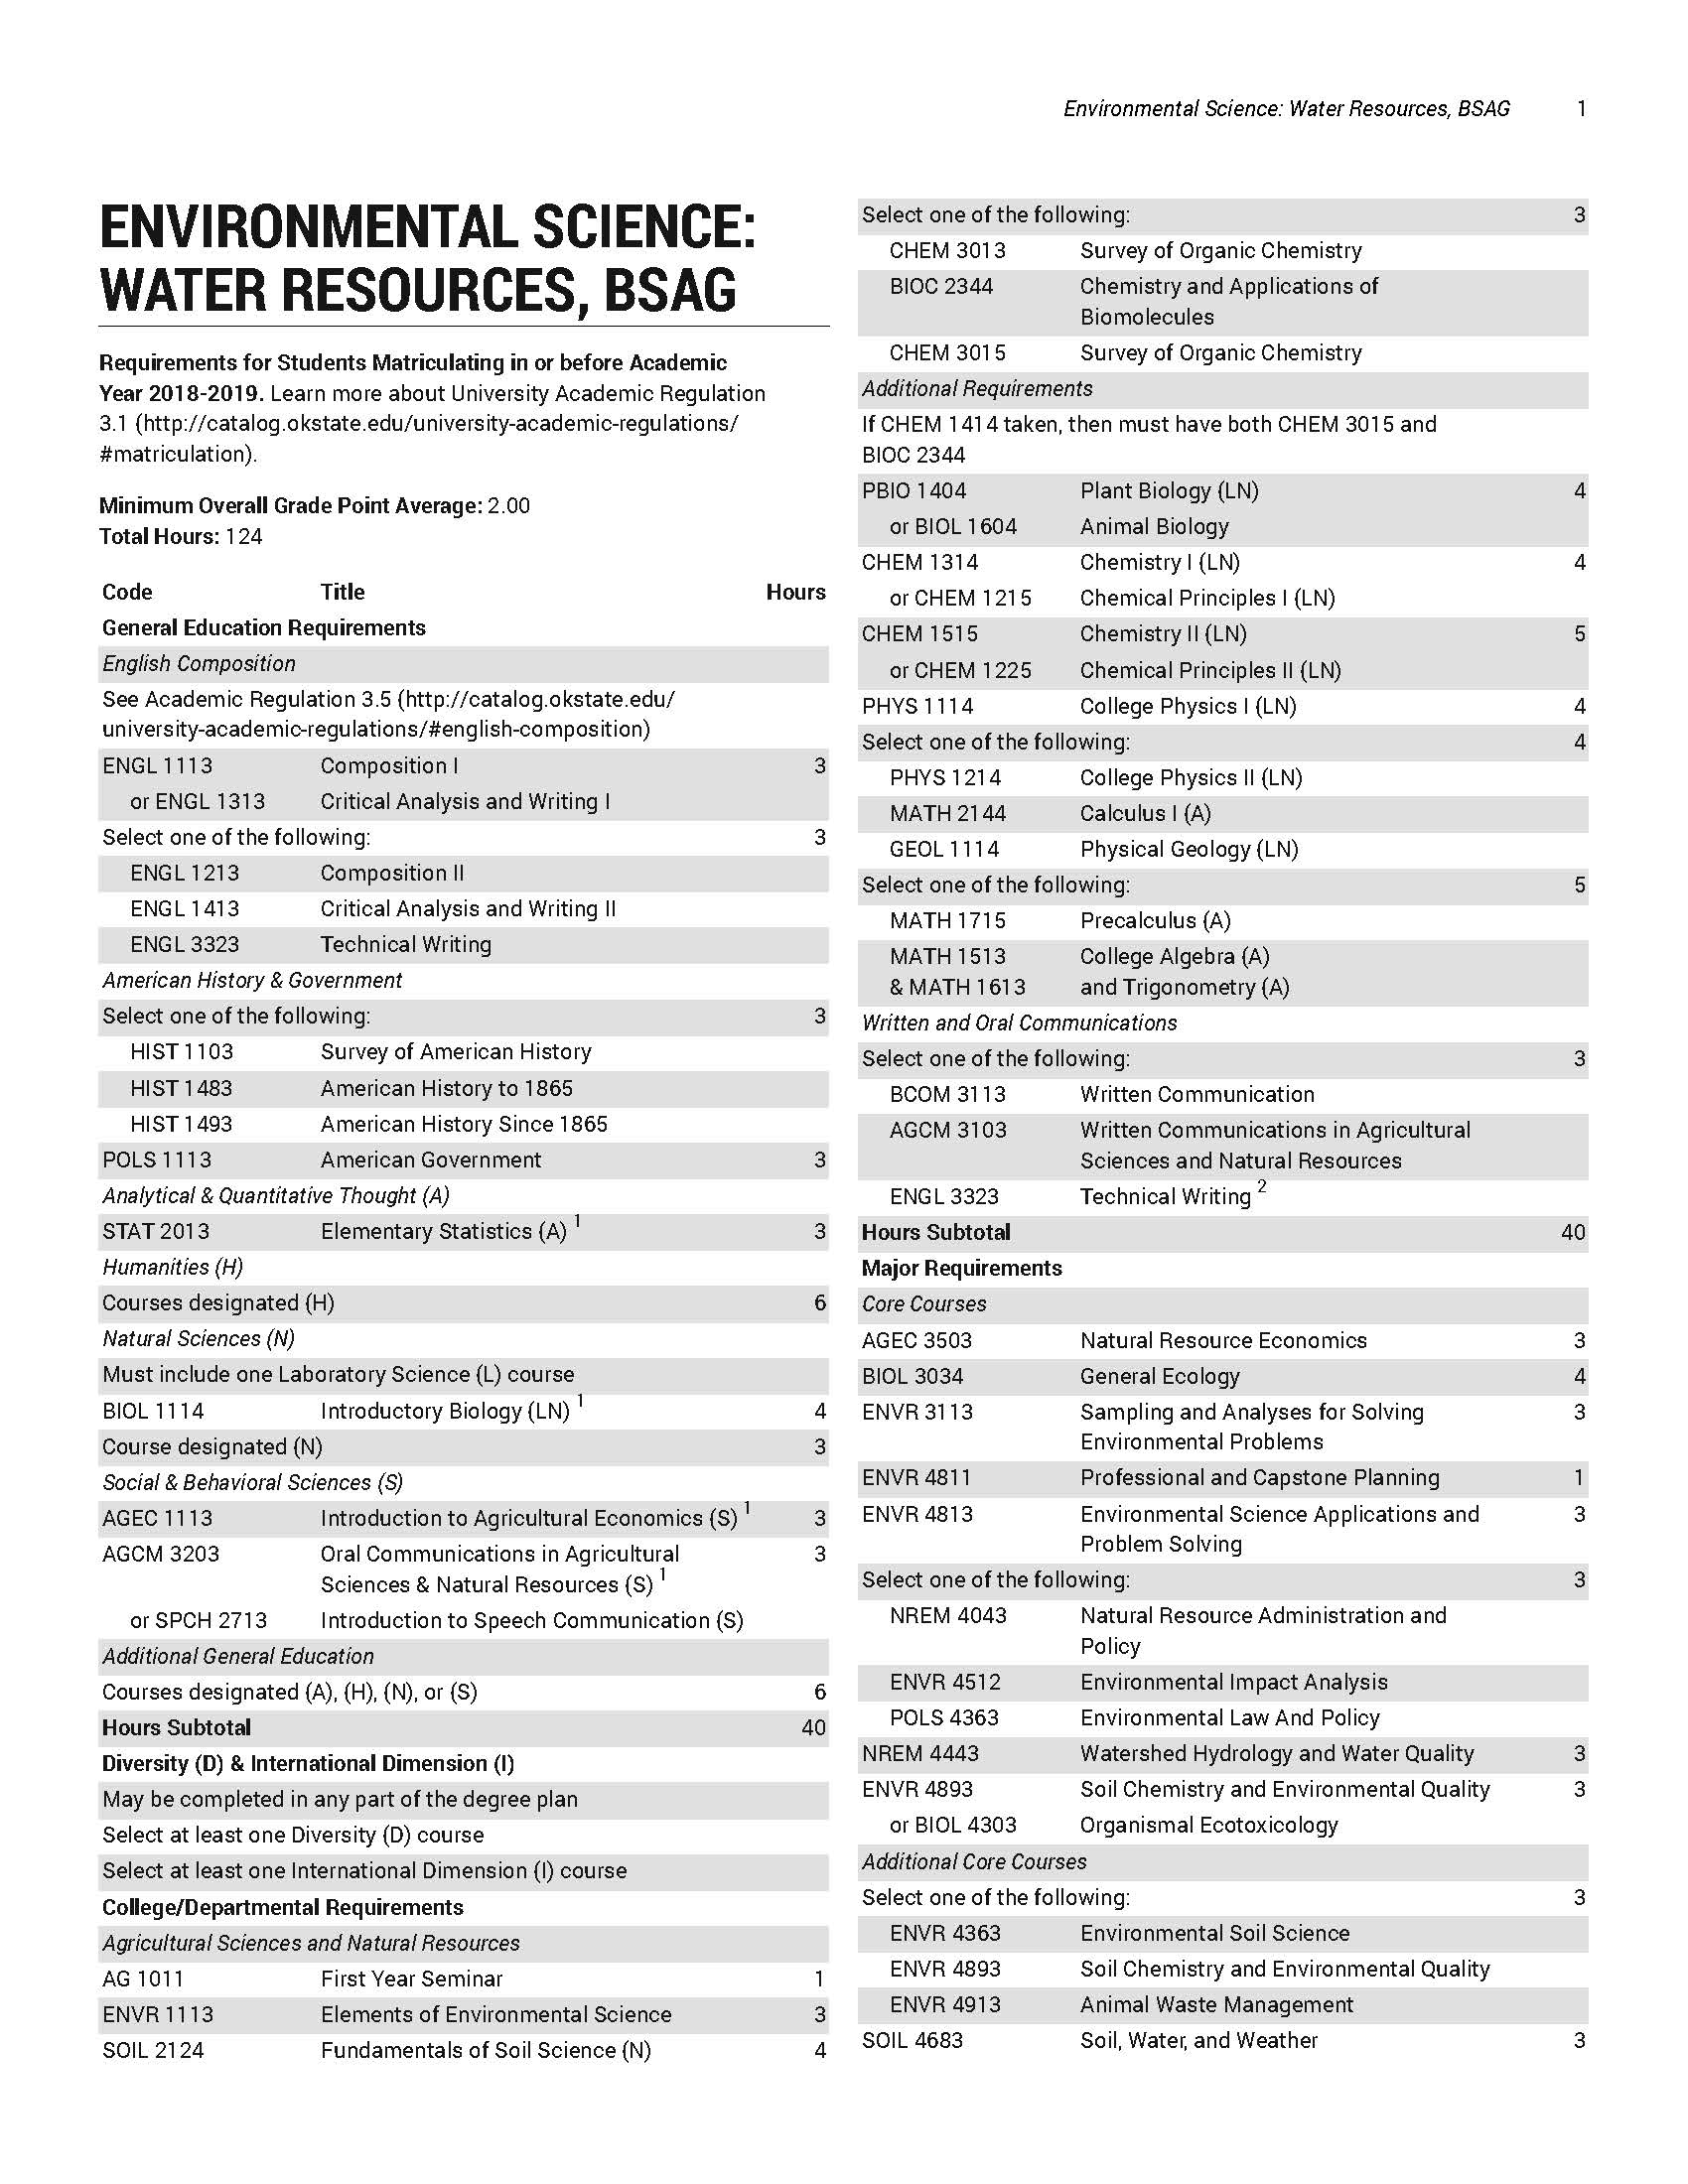 Environmental Science: Water Resources, BSAG 1
ENVIRONMENTAL SCIENCE:
WATER RESOURCES, BSAG
Requirements for Students Matriculating in or before Academic
Year 2018-2019. Learn more about University Academic Regulation
3.1 (http://catalog.okstate.edu/university-academic-regulations/
#matriculation).
Minimum Overall Grade Point Average: 2.00
Total Hours: 124
Code Title Hours
General Education Requirements
English Composition
See Academic Regulation 3.5 (http://catalog.okstate.edu/
university-academic-regulations/#english-composition)
ENGL 1113 Composition I 3
or ENGL 1313 Critical Analysis and Writing I
Select one of the following: 3
ENGL 1213 Composition II
ENGL 1413 Critical Analysis and Writing II
ENGL 3323 Technical Writing
American History & Government
Select one of the following: 3
HIST 1103 Survey of American History
HIST 1483 American History to 1865
HIST 1493 American History Since 1865
POLS 1113 American Government 3
Analytical & Quantitative Thought (A)
STAT 2013 Elementary Statistics (A) 1 3
Humanities (H)
Courses designated (H) 6
Natural Sciences (N)
Must include one Laboratory Science (L) course
BIOL 1114 Introductory Biology (LN) 1 4
Course designated (N) 3
Social & Behavioral Sciences (S)
AGEC 1113 Introduction to Agricultural Economics (S) 1 3
AGCM 3203 Oral Communications in Agricultural 3
Sciences & Natural Resources (S) 1
or SPCH 2713 Introduction to Speech Communication (S)
Additional General Education
Courses designated (A), (H), (N), or (S) 6
Hours Subtotal 40
Diversity (D) & International Dimension (I)
May be completed in any part of the degree plan
Select at least one Diversity (D) course
Select at least one International Dimension (I) course
College/Departmental Requirements
Agricultural Sciences and Natural Resources
AG 1011 First Year Seminar 1
ENVR 1113 Elements of Environmental Science 3
SOIL 2124 Fundamentals of Soil Science (N) 4
Select one of the following: 3
CHEM 3013 Survey of Organic Chemistry
BIOC 2344 Chemistry and Applications of
Biomolecules
CHEM 3015 Survey of Organic Chemistry
Additional Requirements
If CHEM 1414 taken, then must have both CHEM 3015 and
BIOC 2344
PBIO 1404 Plant Biology (LN) 4
or BIOL 1604 Animal Biology
CHEM 1314 Chemistry I (LN) 4
or CHEM 1215 Chemical Principles I (LN)
CHEM 1515 Chemistry II (LN) 5
or CHEM 1225 Chemical Principles II (LN)
PHYS 1114 College Physics I (LN) 4
Select one of the following: 4
PHYS 1214 College Physics II (LN)
MATH 2144 Calculus I (A)
GEOL 1114 Physical Geology (LN)
Select one of the following: 5
MATH 1715 Precalculus (A)
MATH 1513 College Algebra (A)
& MATH 1613 and Trigonometry (A)
Written and Oral Communications
Select one of the following: 3
BCOM 3113 Written Communication
AGCM 3103 Written Communications in Agricultural
Sciences and Natural Resources
ENGL 3323 Technical Writing 2
Hours Subtotal 40
Major Requirements
Core Courses
AGEC 3503 Natural Resource Economics 3
BIOL 3034 General Ecology 4
ENVR 3113 Sampling and Analyses for Solving 3
Environmental Problems
ENVR 4811 Professional and Capstone Planning 1
ENVR 4813 Environmental Science Applications and 3
Problem Solving
Select one of the following: 3
NREM 4043 Natural Resource Administration and
Policy
ENVR 4512 Environmental Impact Analysis
POLS 4363 Environmental Law And Policy
NREM 4443 Watershed Hydrology and Water Quality 3
ENVR 4893 Soil Chemistry and Environmental Quality 3
or BIOL 4303 Organismal Ecotoxicology
Additional Core Courses
Select one of the following: 3
ENVR 4363 Environmental Soil Science
ENVR 4893 Soil Chemistry and Environmental Quality
ENVR 4913 Animal Waste Management
SOIL 4683 Soil, Water, and Weather 3